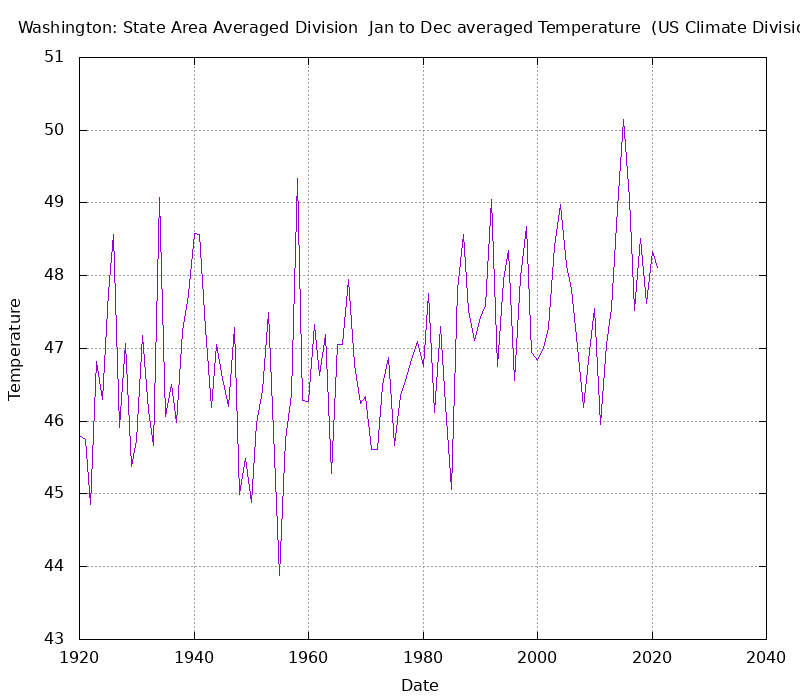 Washington: State Area Averaged Division  Jan to Dec averaged Temperature  (US Climate Divisio
51
50
49
48
47
46
45
44
43
1920 1940 1960 1980 2000 2020 2040
Temperature
Date